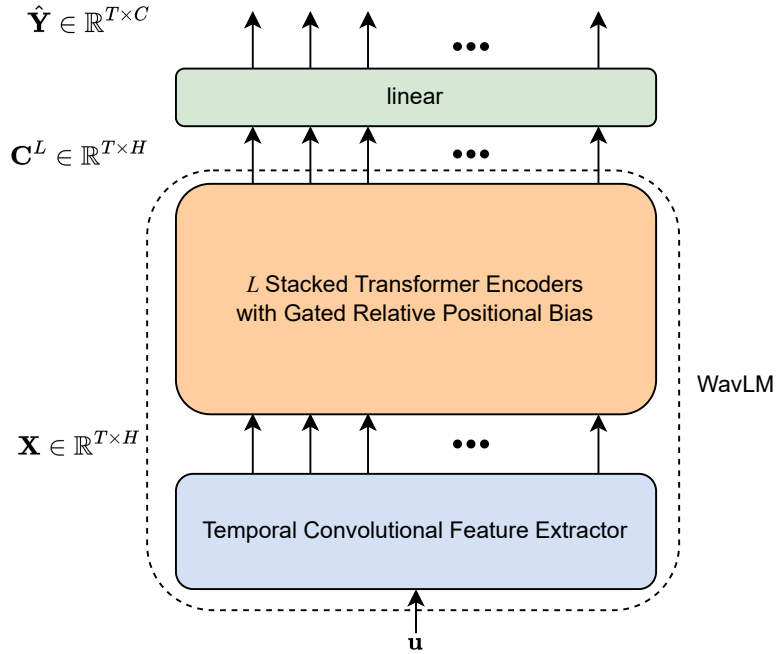 Ŷ ∈ ℝ^{T×C}
•••
linear
C^L ∈ ℝ^{T×H}
•••
L Stacked Transformer Encoders
with Gated Relative Positional Bias
WavLM
X ∈ ℝ^{T×H}
•••
Temporal Convolutional Feature Extractor
u